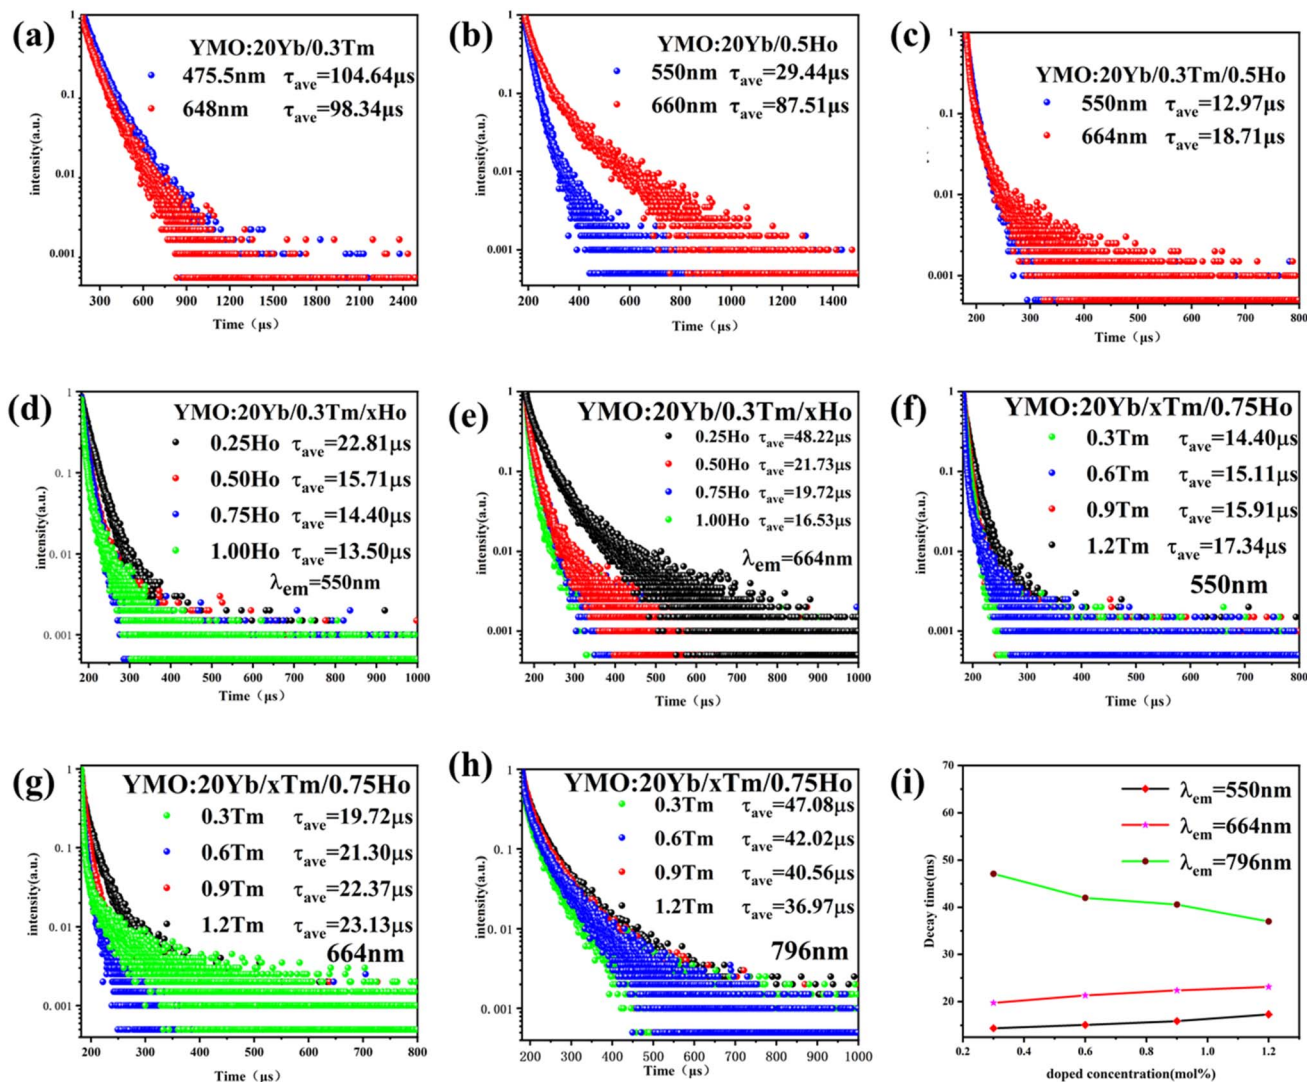 (a)
YMO:20Yb/0.3Tm
475.5nm τave=104.64μs
648nm τave=98.34μs
intensity(a.u.)
1
0.1
0.01
0.001
300 600 900 1200 1500 1800 2100 2400
Time (μs)
(b)
YMO:20Yb/0.5Ho
550nm τave=29.44μs
660nm τave=87.51μs
intensity(a.u.)
1
0.1
0.01
0.001
200 400 600 800 1000 1200 1400
Time (μs)
(c)
YMO:20Yb/0.3Tm/0.5Ho
550nm τave=12.97μs
664nm τave=18.71μs
1
0.1
0.01
0.001
200 300 400 500 600 700 800
Time (μs)
(d)
YMO:20Yb/0.3Tm/xHo
0.25Ho τave=22.81μs
0.50Ho τave=15.71μs
0.75Ho τave=14.40μs
1.00Ho τave=13.50μs
λem=550nm
intensity(a.u.)
1
0.1
0.01
0.001
200 300 400 500 600 700 800 900 1000
Time (μs)
(e)
YMO:20Yb/0.3Tm/xHo
0.25Ho τave=48.22μs
0.50Ho τave=21.73μs
0.75Ho τave=19.72μs
1.00Ho τave=16.53μs
λem=664nm
intensity(a.u.)
1
0.1
0.01
0.001
200 300 400 500 600 700 800 900 1000
Time (μs)
(f)
YMO:20Yb/xTm/0.75Ho
0.3Tm τave=14.40μs
0.6Tm τave=15.11μs
0.9Tm τave=15.91μs
1.2Tm τave=17.34μs
550nm
intensity(a.u.)
1
0.1
0.01
0.001
200 300 400 500 600 700 800
Time (μs)
(g)
YMO:20Yb/xTm/0.75Ho
0.3Tm τave=19.72μs
0.6Tm τave=21.30μs
0.9Tm τave=22.37μs
1.2Tm τave=23.13μs
664nm
intensity(a.u.)
1
0.1
0.01
0.001
200 300 400 500 600 700 800
Time (μs)
(h)
YMO:20Yb/xTm/0.75Ho
0.3Tm τave=47.08μs
0.6Tm τave=42.02μs
0.9Tm τave=40.56μs
1.2Tm τave=36.97μs
796nm
intensity(a.u.)
1
0.1
0.01
0.001
200 300 400 500 600 700 800 900 1000
Time (μs)
(i)
λem=550nm
λem=664nm
λem=796nm
Decay time(ms)
70
60
50
40
30
20
0.2 0.4 0.6 0.8 1.0 1.2
doped concentration(mol%)